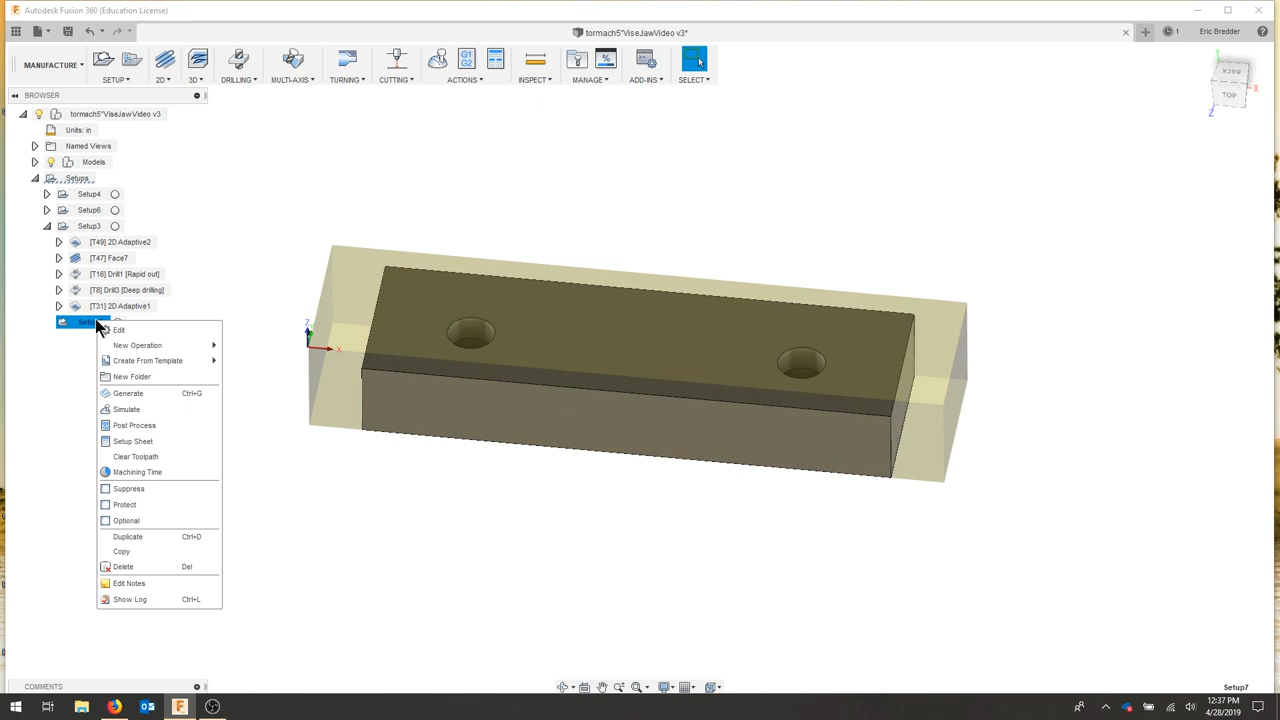 Autodesk Fusion 360 (Education License)
tormach5"ViseJawVideo v3*
1
Eric Bredder
MANUFACTURE
G1
G2
%
SETUP
2D
3D
DRILLING
MULTI-AXIS
TURNING
CUTTING
ACTIONS
INSPECT
MANAGE
ADD-INS
SELECT
BROWSER
tormach5"ViseJawVideo v3
Units: in
Named Views
Models
Setups
Setup4
Setup6
Setup3
[T49] 2D Adaptive2
[T47] Face7
[T16] Drill1 [Rapid out]
[T8] Drill3 [Deep drilling]
[T31] 2D Adaptive1
Edit
New Operation
Create From Template
New Folder
Generate Ctrl+G
Simulate
Post Process
Setup Sheet
Clear Toolpath
Machining Time
Suppress
Protect
Optional
Duplicate Ctrl+D
Copy
Delete Del
Edit Notes
Show Log Ctrl+L
Y
BACK
TOP
X
Z
Z
X
COMMENTS
Setup7
12:37 PM
4/28/2019